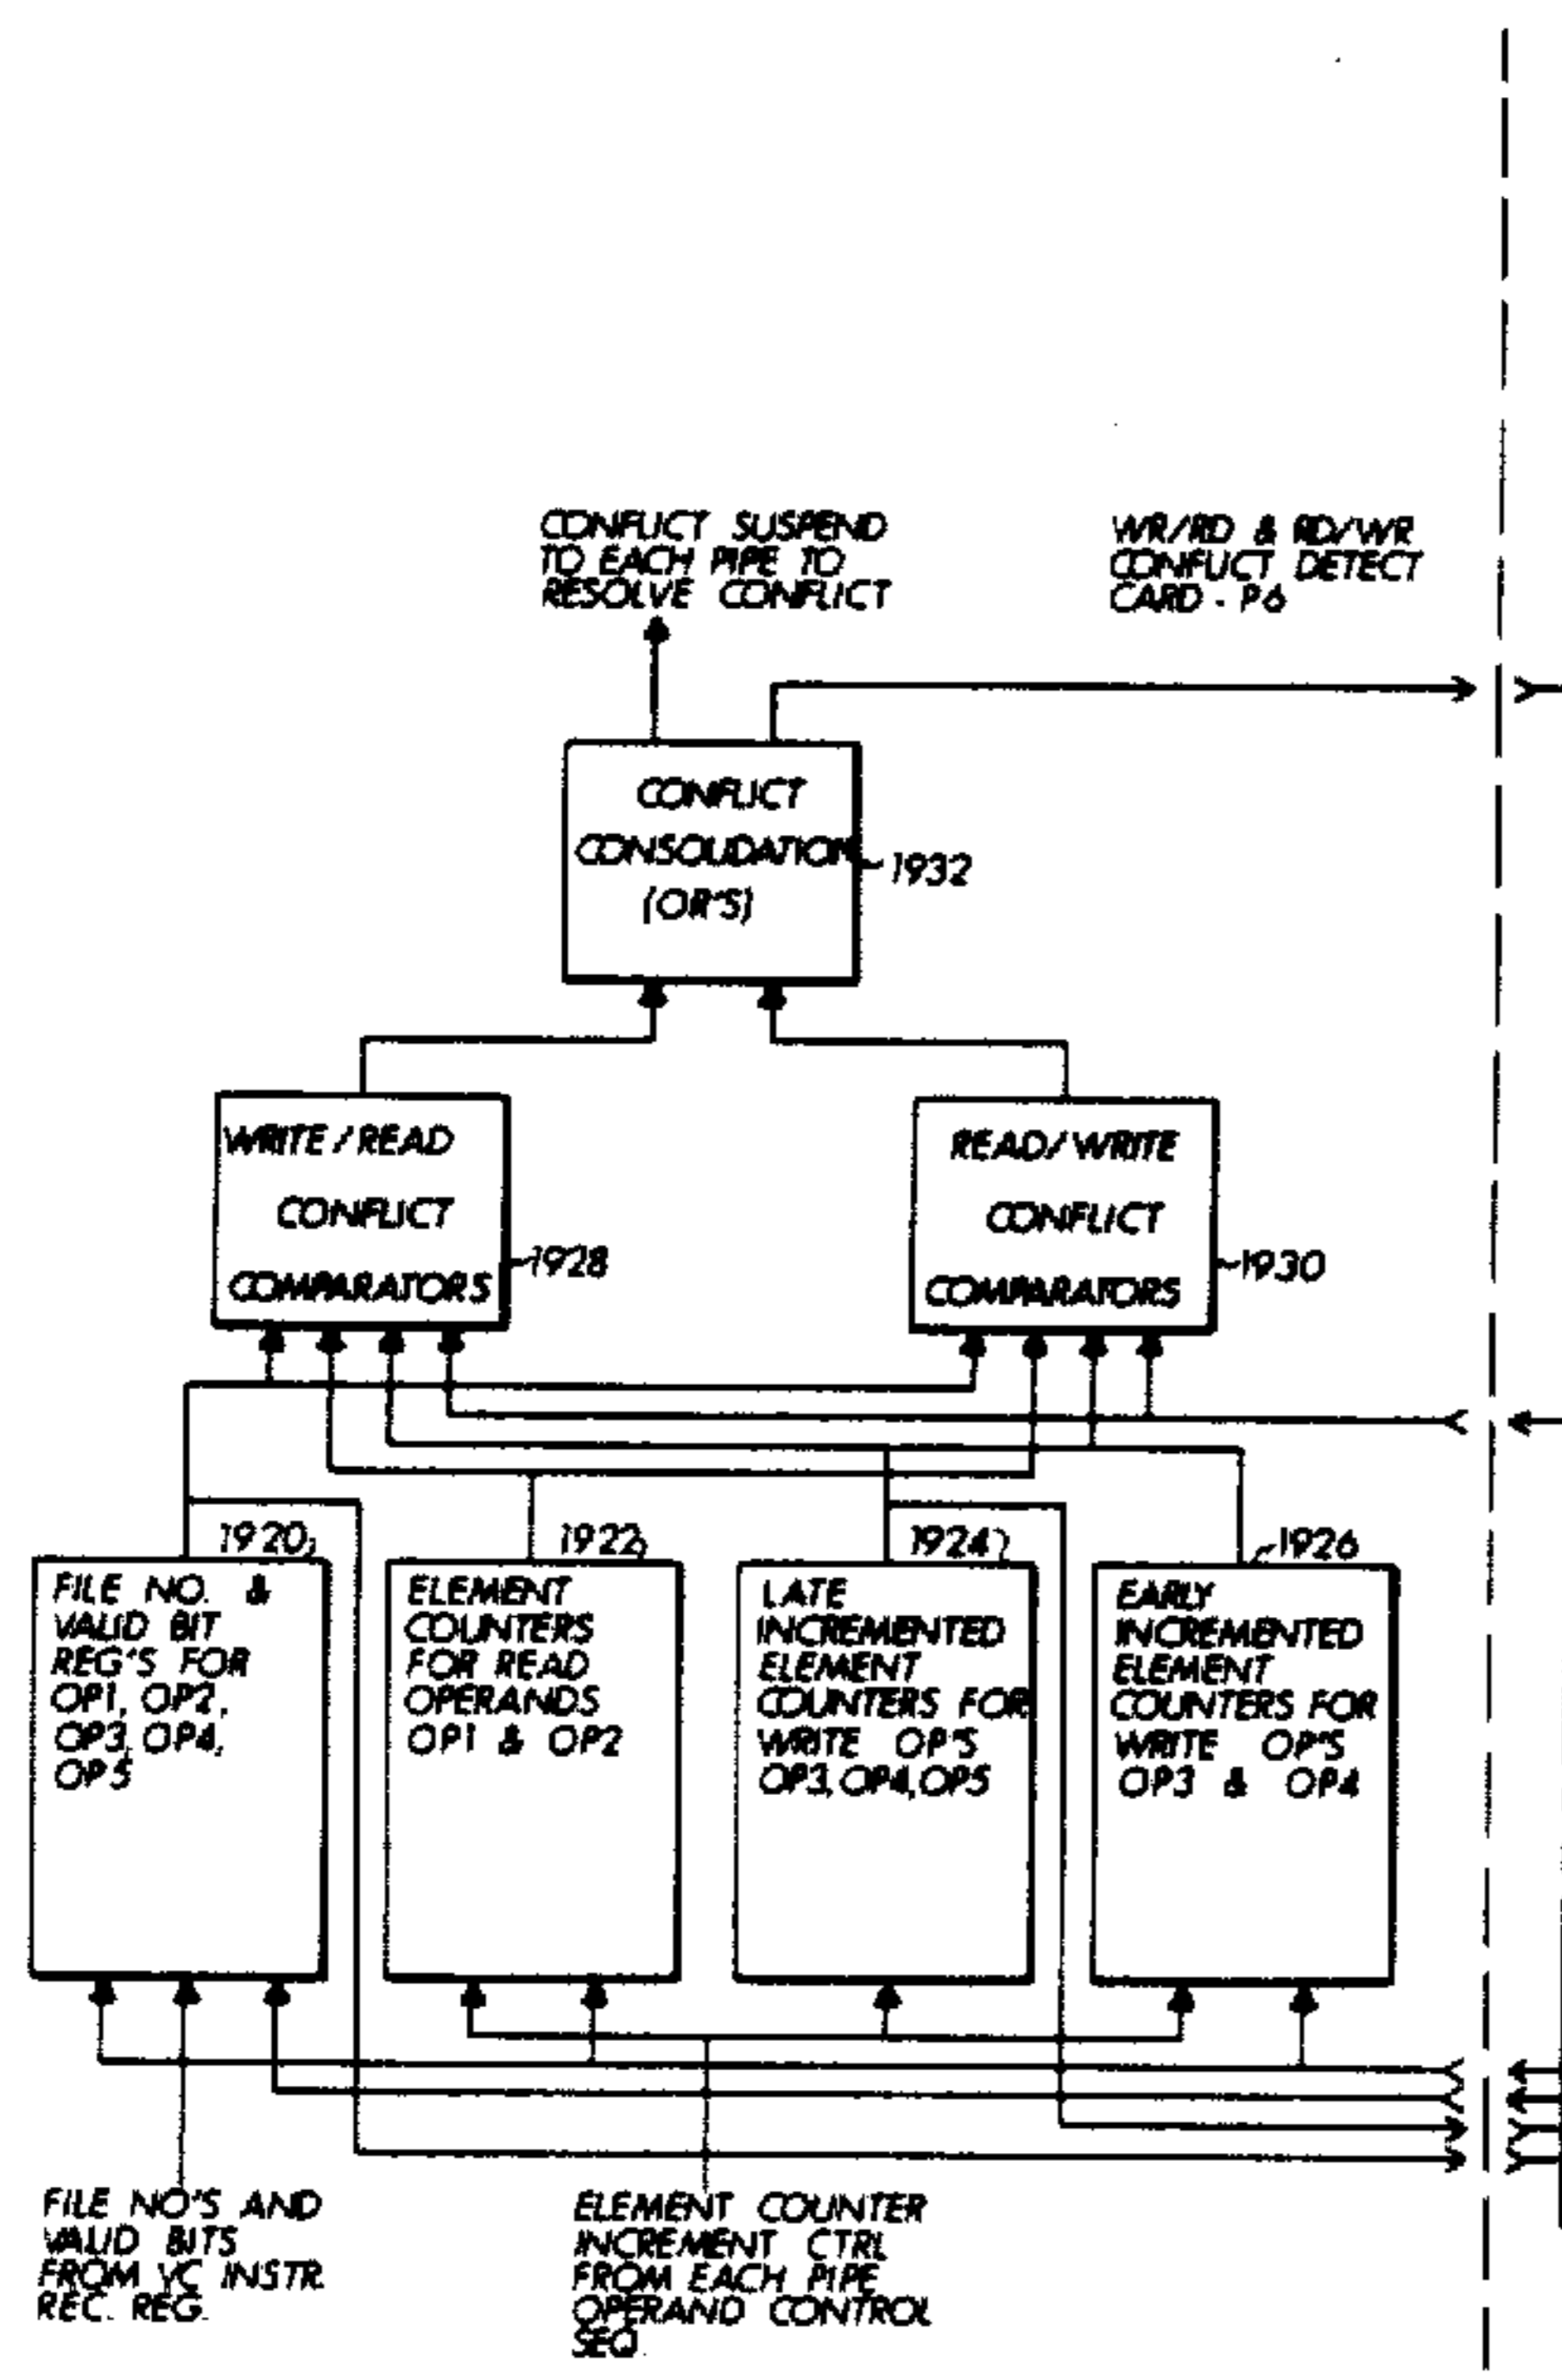 CONFLICT SUSPEND
TO EACH PIPE TO
RESOLVE CONFLICT
WR/RD & RD/WR
CONFLICT DETECT
CARD - P6
CONFLICT
CONSOLIDATION
(OR'S)
1932
WRITE/READ
CONFLICT
COMPARATORS
1928
READ/WRITE
CONFLICT
COMPARATORS
1930
1920
FILE NO. &
VALID BIT
REG'S FOR
OP1, OP2,
OP3, OP4,
OP5
1922
ELEMENT
COUNTERS
FOR READ
OPERANDS
OP1 & OP2
1924
LATE
INCREMENTED
ELEMENT
COUNTERS FOR
WRITE OP'S
OP3, OP4, OP5
1926
EARLY
INCREMENTED
ELEMENT
COUNTERS FOR
WRITE OP'S
OP3 & OP4
FILE NO'S AND
VALID BITS
FROM VC INSTR.
REC. REG.
ELEMENT COUNTER
INCREMENT CTRL
FROM EACH PIPE
OPERAND CONTROL
SEQ.